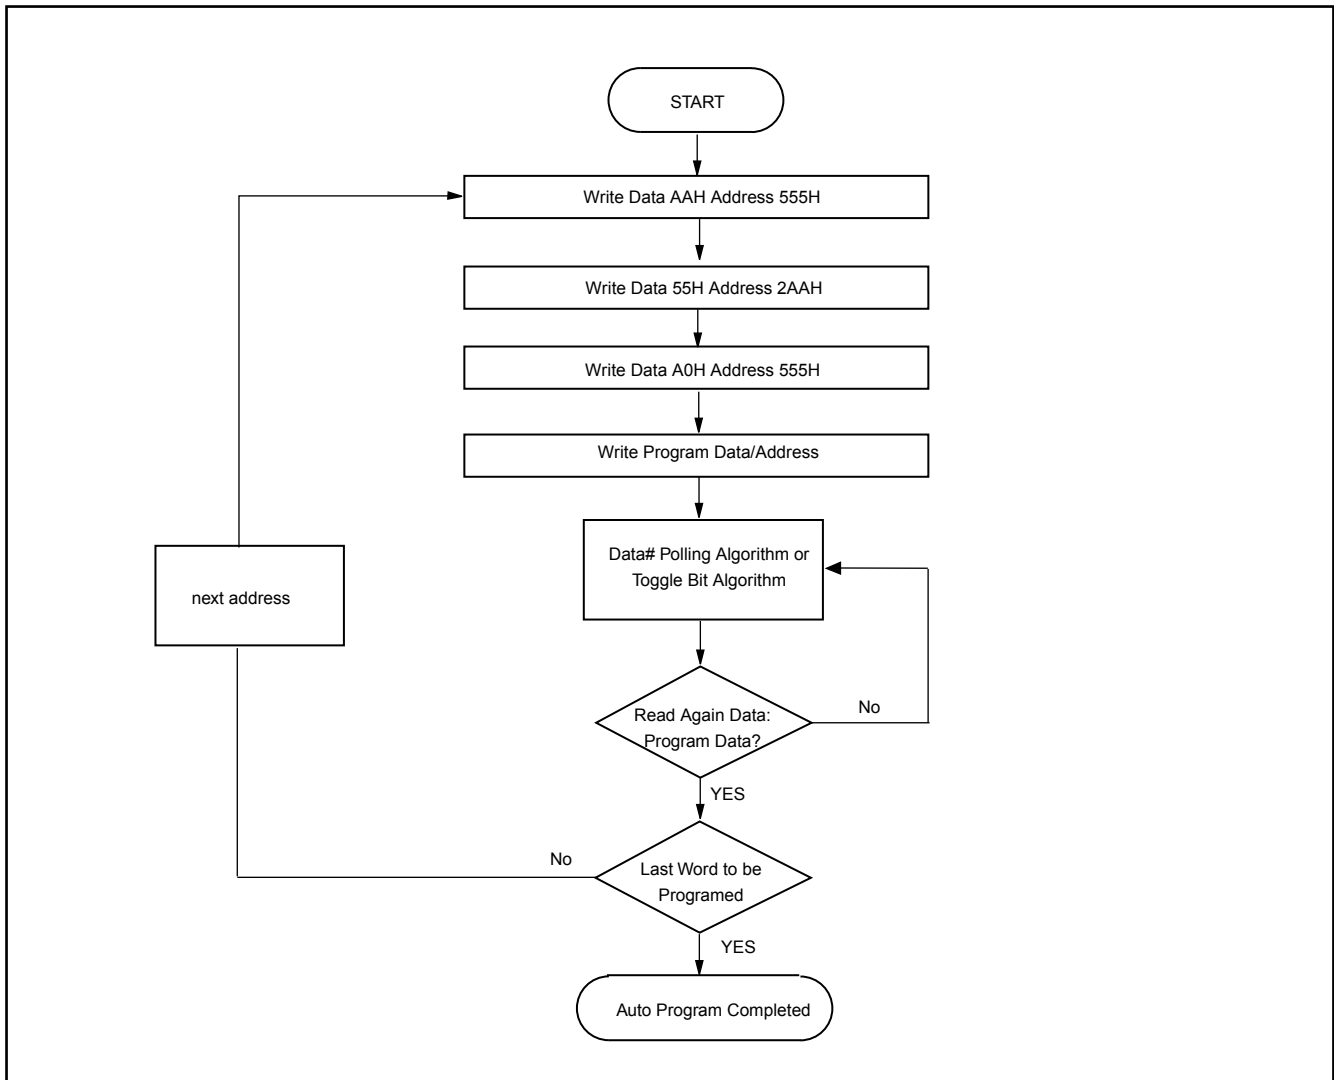 START
Write Data AAH Address 555H
Write Data 55H Address 2AAH
Write Data A0H Address 555H
Write Program Data/Address
Data# Polling Algorithm or
Toggle Bit Algorithm
next address
Read Again Data:
Program Data?
No
YES
No
Last Word to be
Programed
YES
Auto Program Completed